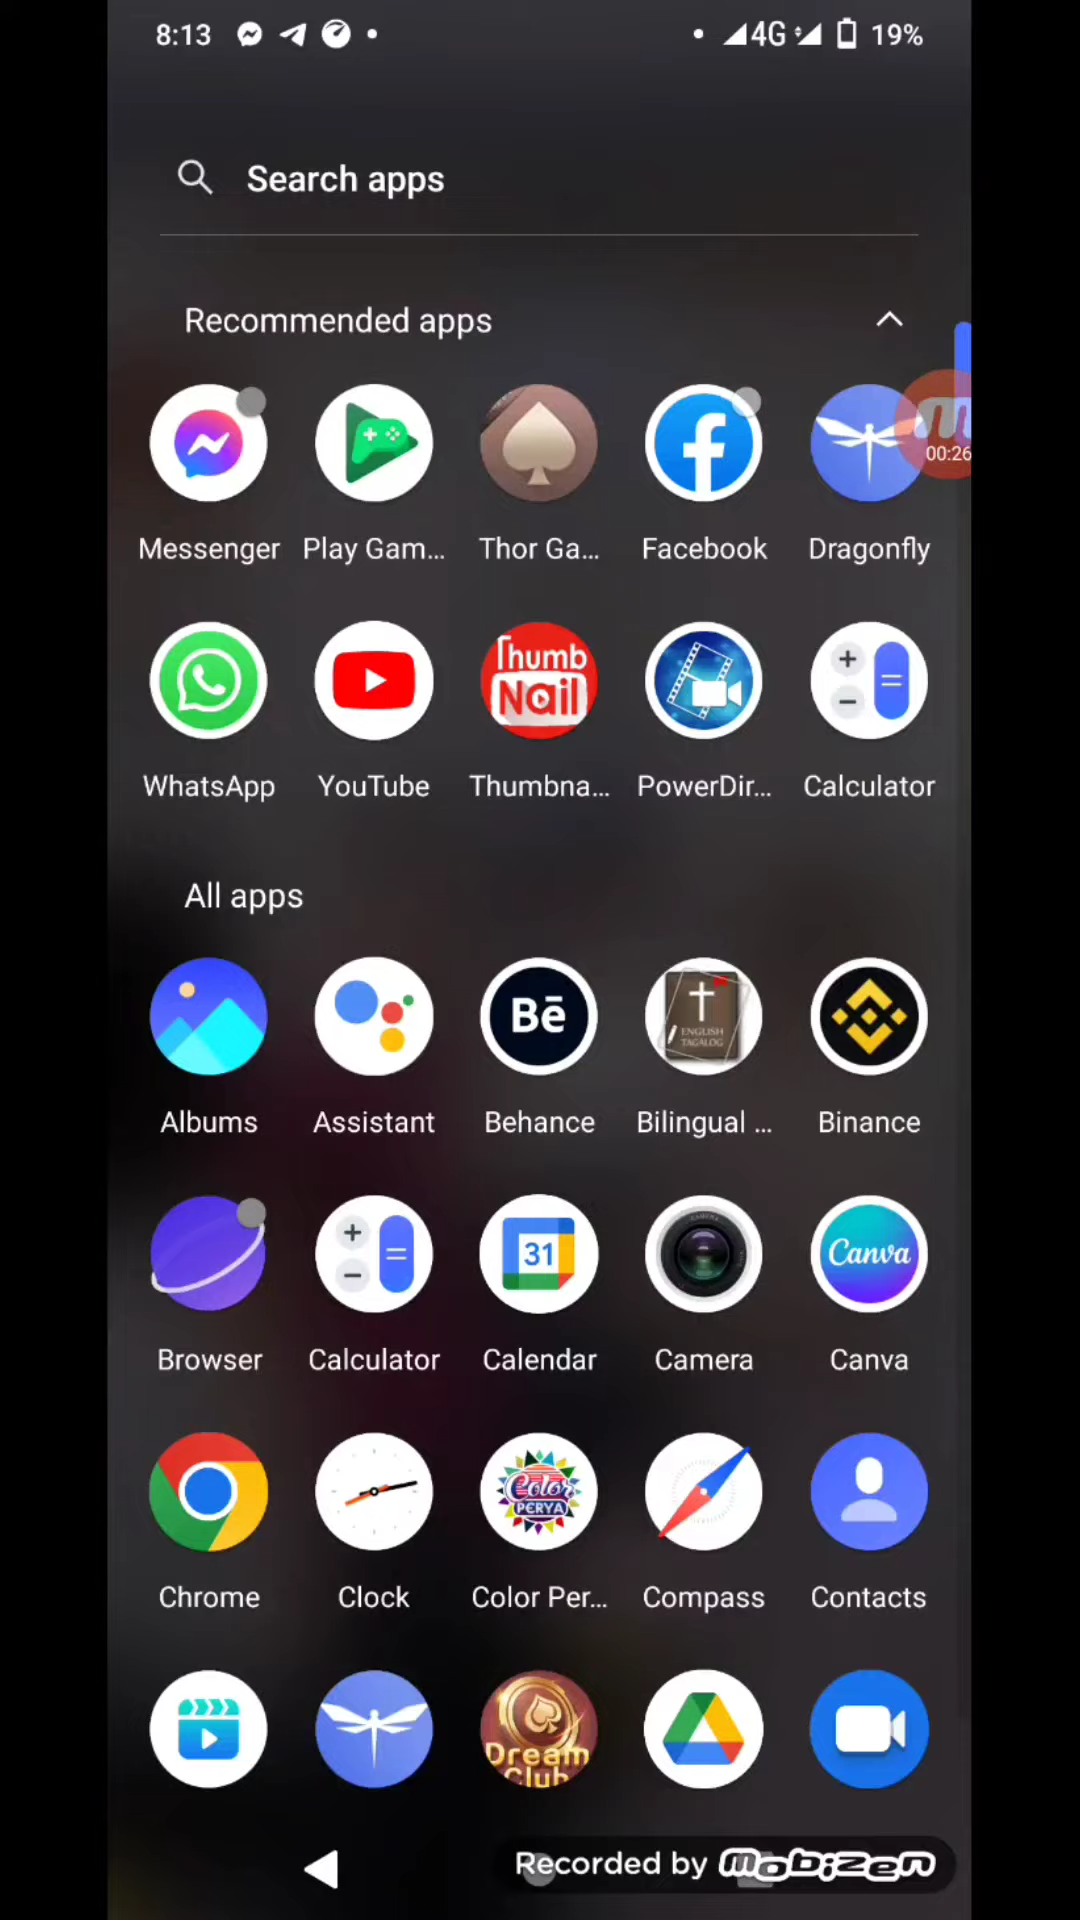 8:13
4G 19%
Search apps
Recommended apps
00:26
Messenger Play Gam... Thor Ga... Facebook Dragonfly
Thumb
Nail
WhatsApp YouTube Thumbna... PowerDir... Calculator
All apps
Bē
ENGLISH
TAGALOG
Albums Assistant Behance Bilingual ... Binance
31
Canva
Browser Calculator Calendar Camera Canva
Color
PERYA
Chrome Clock Color Per... Compass Contacts
Dream
Club
Recorded by mobizen